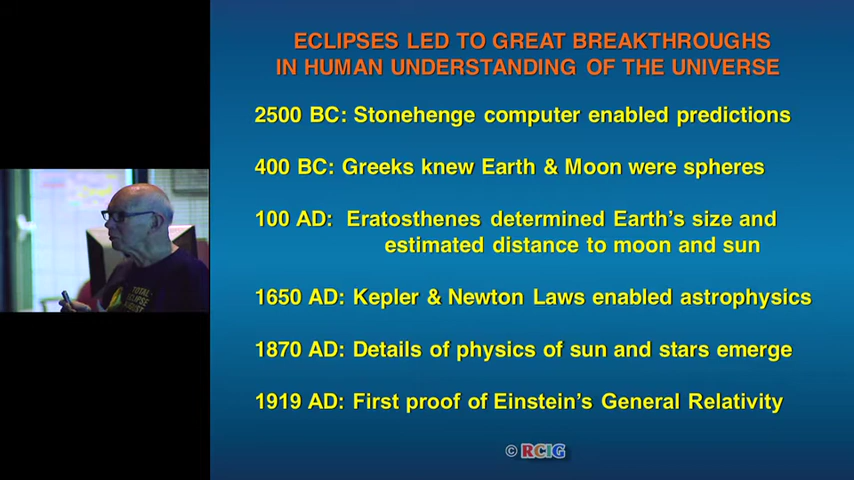 ECLIPSES LED TO GREAT BREAKTHROUGHS
IN HUMAN UNDERSTANDING OF THE UNIVERSE
2500 BC: Stonehenge computer enabled predictions
400 BC: Greeks knew Earth & Moon were spheres
100 AD: Eratosthenes determined Earth's size and
estimated distance to moon and sun
1650 AD: Kepler & Newton Laws enabled astrophysics
1870 AD: Details of physics of sun and stars emerge
1919 AD: First proof of Einstein's General Relativity
© RCIG
TOTAL
ECLIPSE
AUGUST